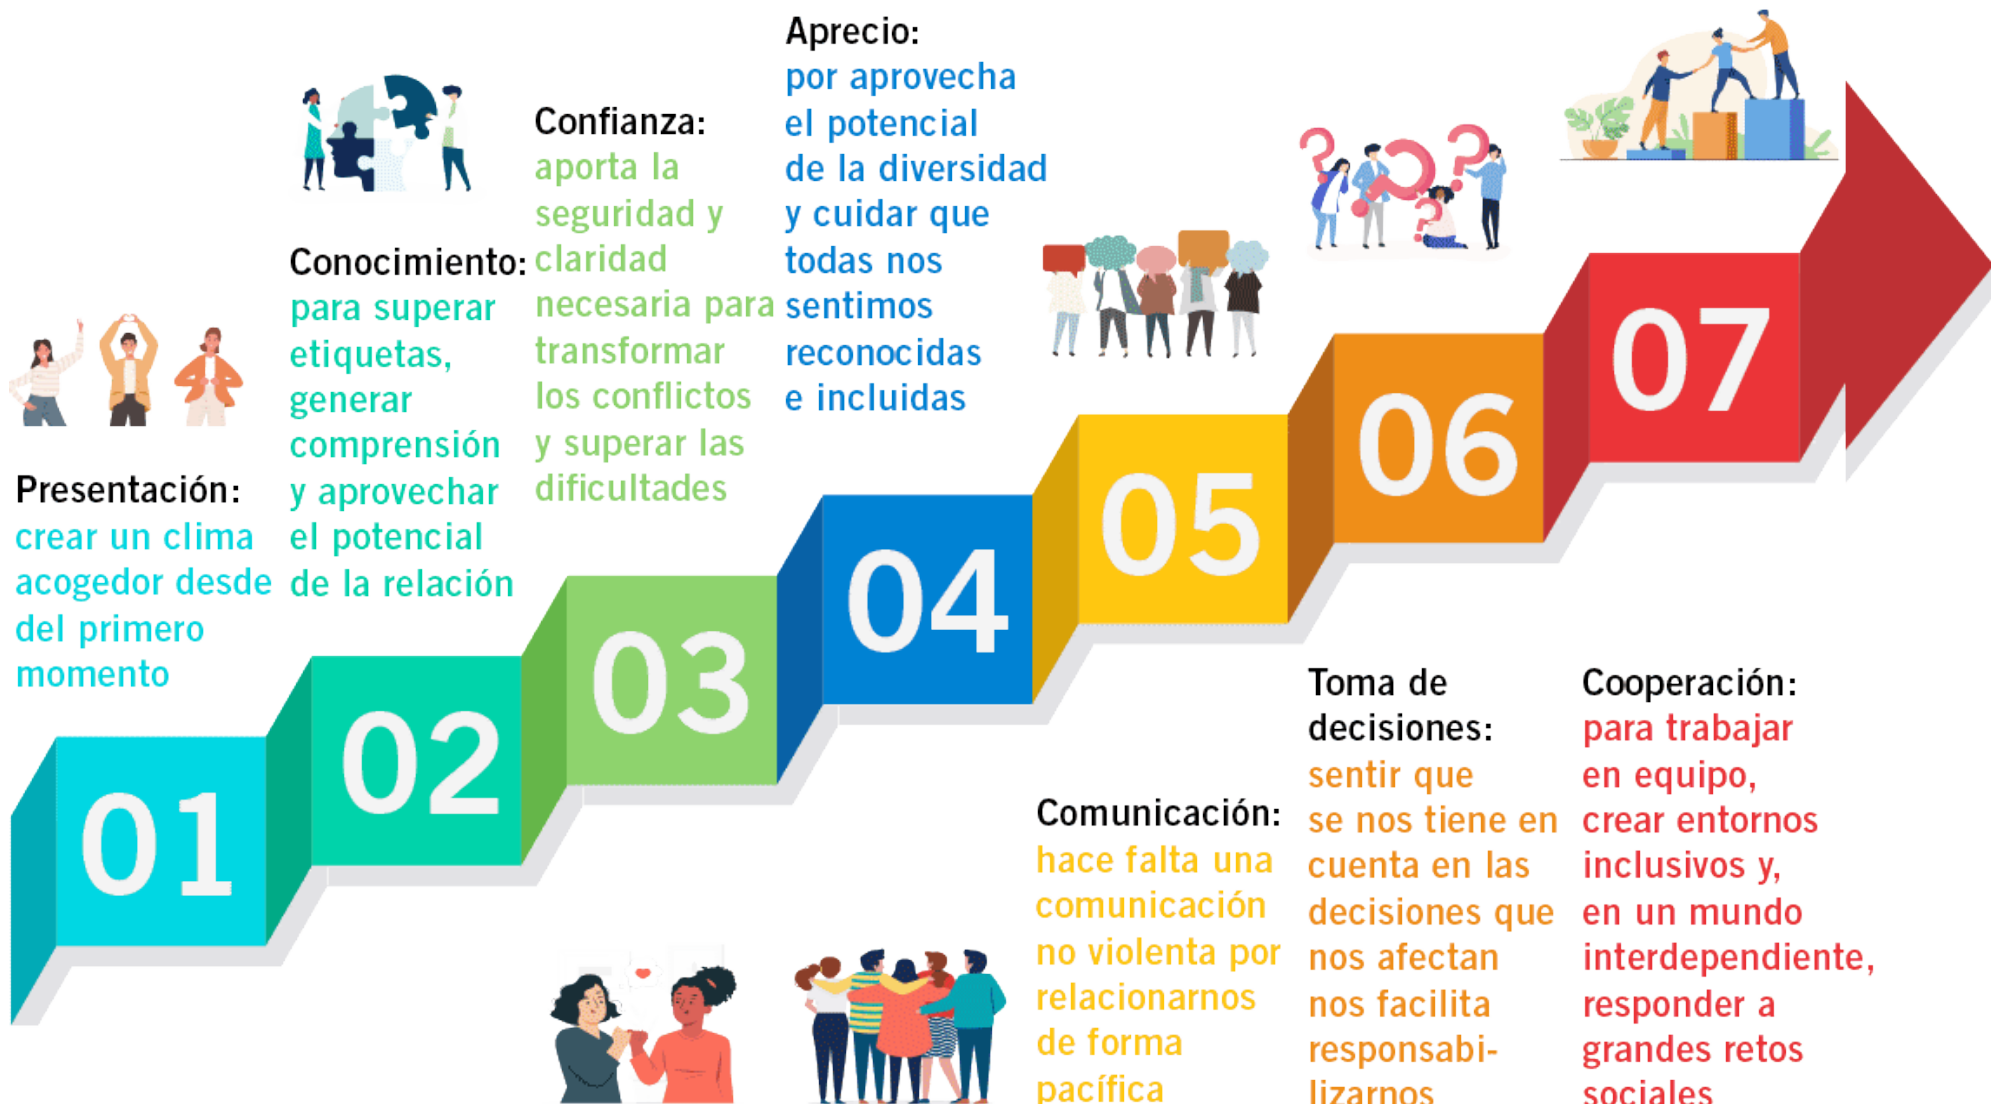 Presentación:
crear un clima
acogedor desde
del primero
momento
01
Conocimiento:
para superar
etiquetas,
generar
comprensión
y aprovechar
el potencial
de la relación
02
Confianza:
aporta la
seguridad y
claridad
necesaria para
transformar
los conflictos
y superar las
dificultades
03
Aprecio:
por aprovecha
el potencial
de la diversidad
y cuidar que
todas nos
sentimos
reconocidas
e incluidas
04
05
Comunicación:
hace falta una
comunicación
no violenta por
relacionarnos
de forma
pacífica
06
Toma de
decisiones:
sentir que
se nos tiene en
cuenta en las
decisiones que
nos afectan
nos facilita
responsabi-
lizarnos
07
Cooperación:
para trabajar
en equipo,
crear entornos
inclusivos y,
en un mundo
interdependiente,
responder a
grandes retos
sociales